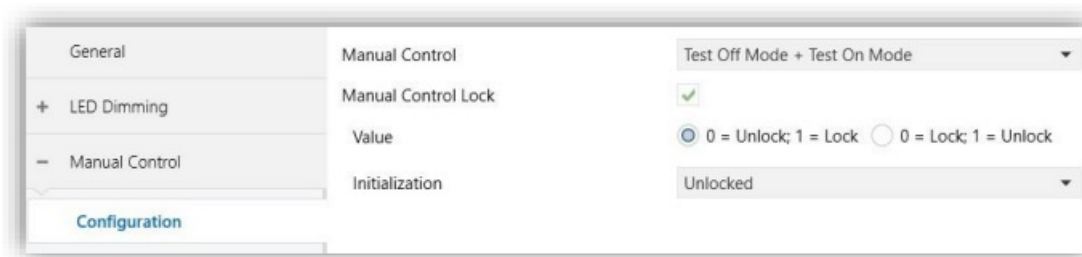 General
+ LED Dimming
− Manual Control
Configuration
Manual Control
Test Off Mode + Test On Mode
Manual Control Lock
Value
0 = Unlock; 1 = Lock
0 = Lock; 1 = Unlock
Initialization
Unlocked